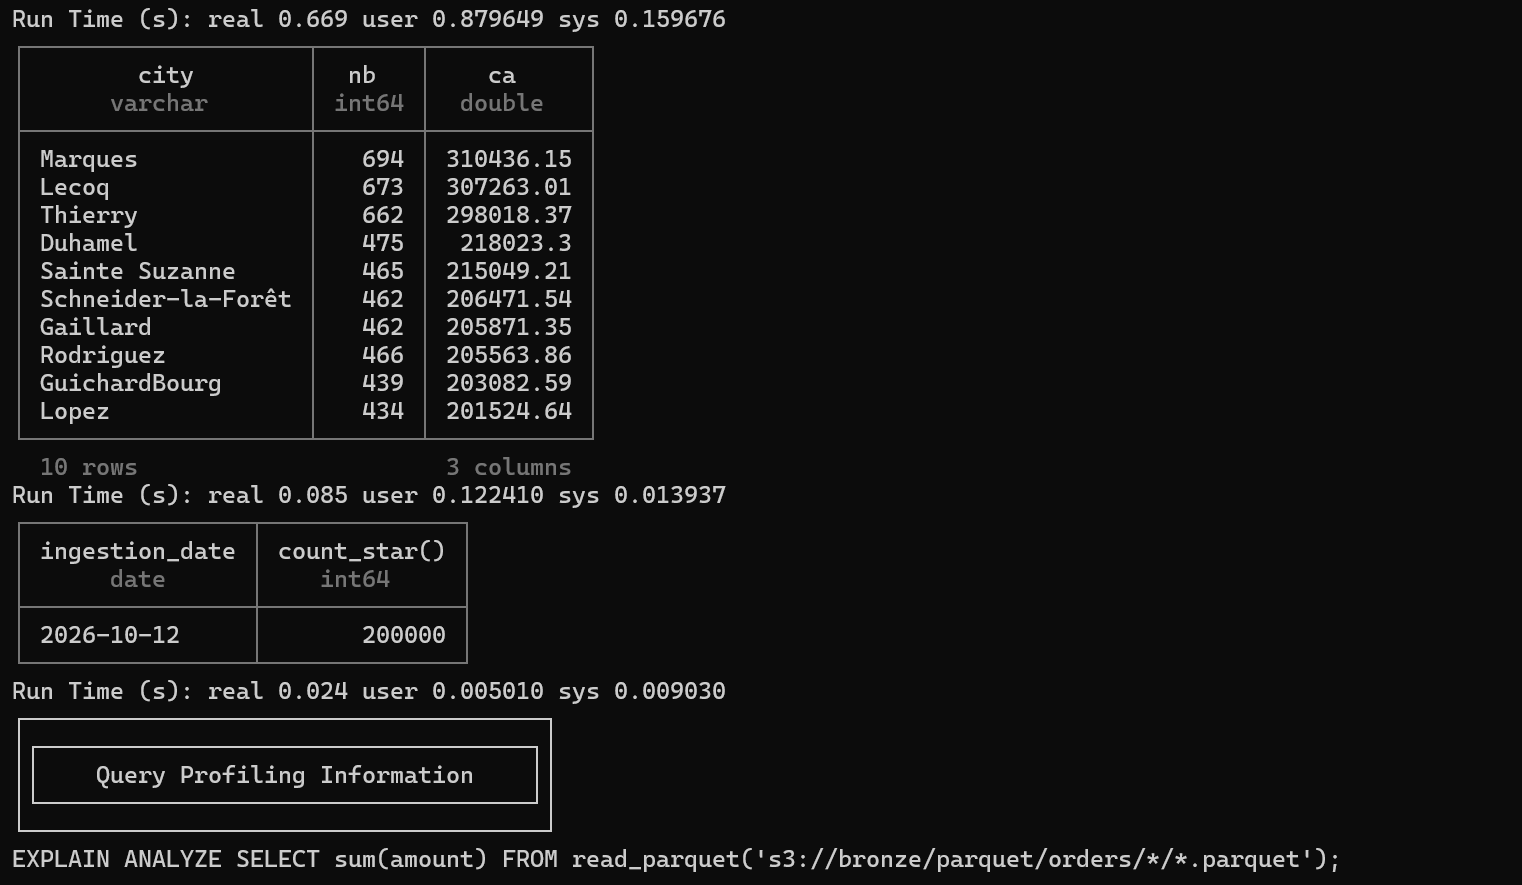 Run Time (s): real 0.669 user 0.879649 sys 0.159676
city nb ca
varchar int64 double
Marques 694 310436.15
Lecoq 673 307263.01
Thierry 662 298018.37
Duhamel 475 218023.3
Sainte Suzanne 465 215049.21
Schneider-la-Forêt 462 206471.54
Gaillard 462 205871.35
Rodriguez 466 205563.86
GuichardBourg 439 203082.59
Lopez 434 201524.64
10 rows 3 columns
Run Time (s): real 0.085 user 0.122410 sys 0.013937
ingestion_date count_star()
date int64
2026-10-12 200000
Run Time (s): real 0.024 user 0.005010 sys 0.009030
Query Profiling Information
EXPLAIN ANALYZE SELECT sum(amount) FROM read_parquet('s3://bronze/parquet/orders/*/*.parquet');